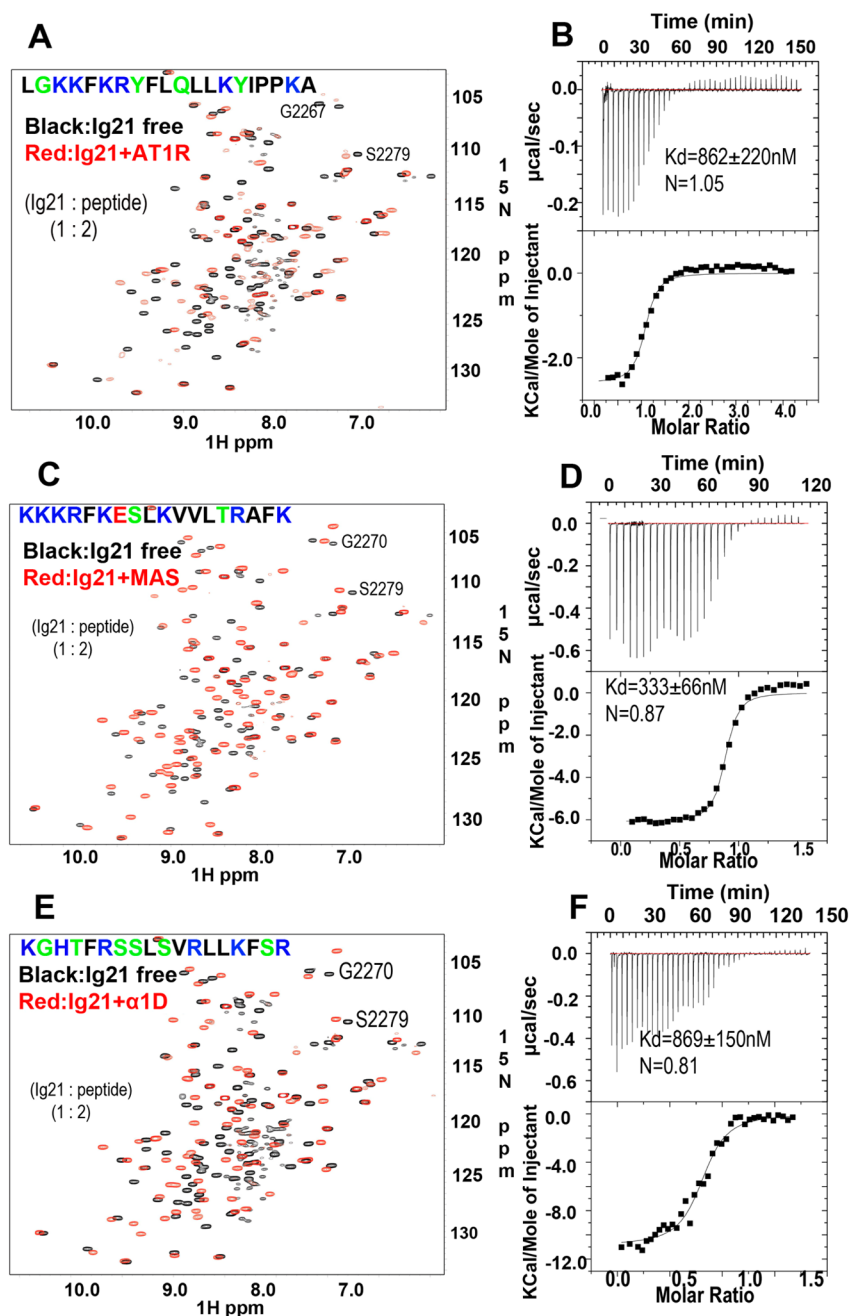 A
LGKKFKRYFLQLLKYIPPKA
Black:Ig21 free
Red:Ig21+AT1R
(Ig21 : peptide)
(1 : 2)
G2267
S2279
105
110
115
120
125
130
15N ppm
10.0 9.0 8.0 7.0
1H ppm
B
Time (min)
0 30 60 90 120 150
0.0
-0.1
-0.2
µcal/sec
Kd=862±220nM
N=1.05
0.0
-2.0
KCal/Mole of Injectant
0.0 1.0 2.0 3.0 4.0
Molar Ratio
C
KKKRFKESLKVVLTRAFK
Black:Ig21 free
Red:Ig21+MAS
(Ig21 : peptide)
(1 : 2)
G2270
S2279
105
110
115
120
125
130
15N ppm
10.0 9.0 8.0 7.0
1H ppm
D
Time (min)
0 30 60 90 120
0.0
-0.2
-0.4
-0.6
µcal/sec
Kd=333±66nM
N=0.87
0.0
-2.0
-4.0
-6.0
KCal/Mole of Injectant
0.0 0.5 1.0 1.5
Molar Ratio
E
KGHTFRSSLSVRLLKFSR
Black:Ig21 free
Red:Ig21+α1D
(Ig21 : peptide)
(1 : 2)
G2270
S2279
105
110
115
120
125
130
15N ppm
10.0 9.0 8.0 7.0
1H ppm
F
Time (min)
0 30 60 90 120 150
0.0
-0.2
-0.4
-0.6
µcal/sec
Kd=869±150nM
N=0.81
0.0
-4.0
-8.0
-12.0
KCal/Mole of Injectant
0.0 0.5 1.0 1.5
Molar Ratio